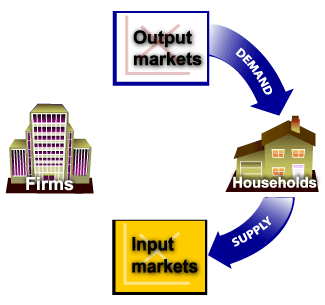 Output
markets
DEMAND
Firms
Households
SUPPLY
Input
markets